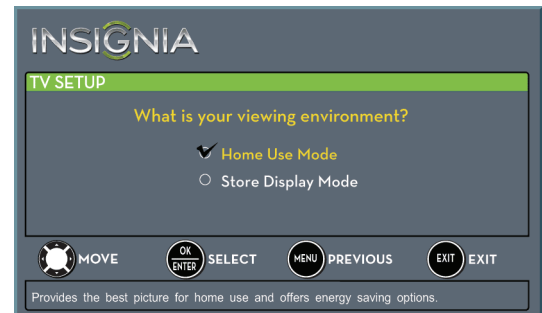 INSIGNIA
TV SETUP
What is your viewing environment?
Home Use Mode
Store Display Mode
MOVE OK ENTER SELECT MENU PREVIOUS EXIT EXIT
Provides the best picture for home use and offers energy saving options.